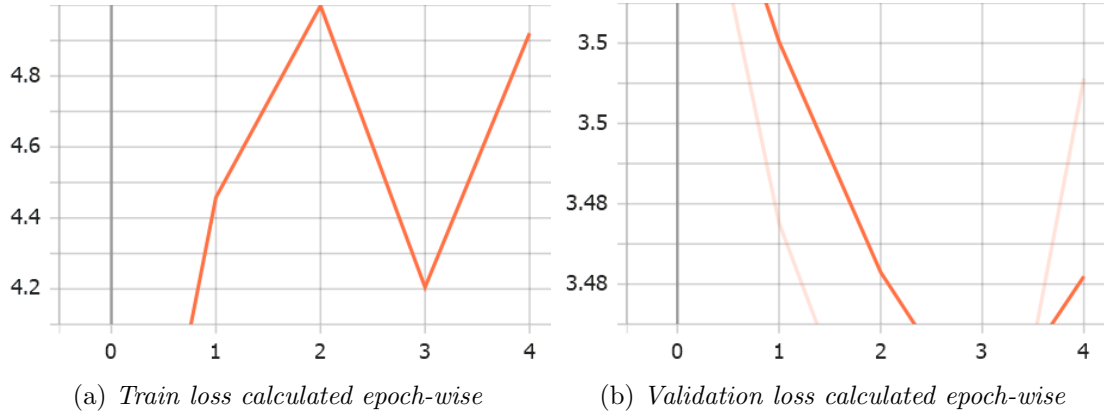 4.8
4.6
4.4
4.2
0 1 2 3 4
(a) Train loss calculated epoch-wise
3.5
3.5
3.48
3.48
0 1 2 3 4
(b) Validation loss calculated epoch-wise